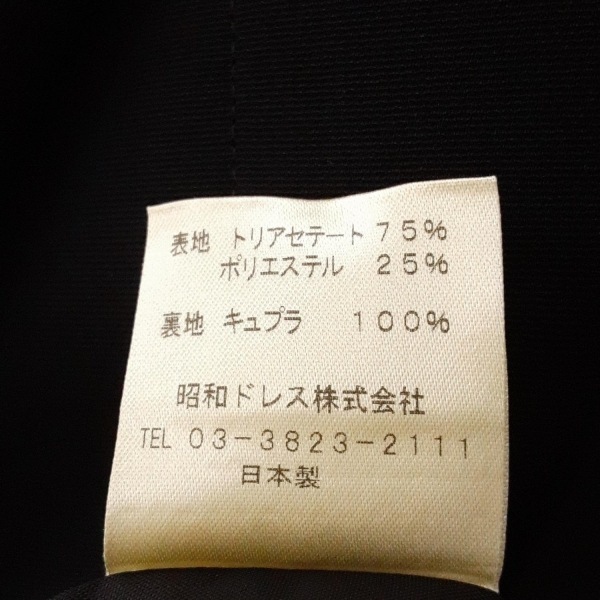 表地 トリアセテート 75%
ポリエステル 25%
裏地 キュプラ 100%
昭和ドレス株式会社
TEL 03-3823-2111
日本製